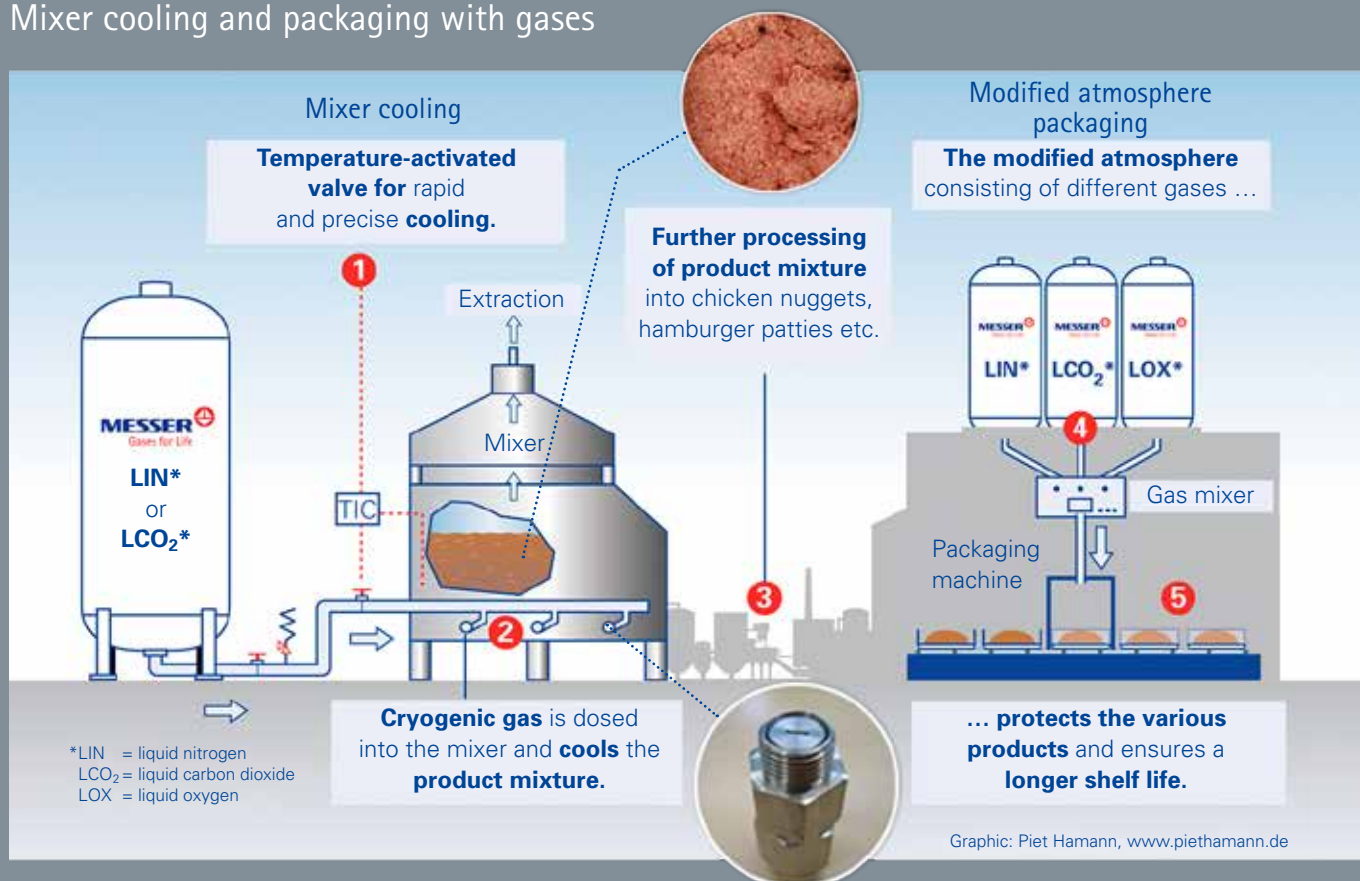 Mixer cooling and packaging with gases
Mixer cooling
Temperature-activated
valve for rapid
and precise cooling.
1
Extraction
Mixer
MESSER
Gases for Life
LIN*
or
LCO₂*
TIC
2
Cryogenic gas is dosed
into the mixer and cools the
product mixture.
*LIN = liquid nitrogen
LCO₂ = liquid carbon dioxide
LOX = liquid oxygen
Further processing
of product mixture
into chicken nuggets,
hamburger patties etc.
3
Modified atmosphere
packaging
The modified atmosphere
consisting of different gases …
MESSER
LIN*
MESSER
LCO₂*
MESSER
LOX*
4
Gas mixer
Packaging
machine
5
… protects the various
products and ensures a
longer shelf life.
Graphic: Piet Hamann, www.piethamann.de